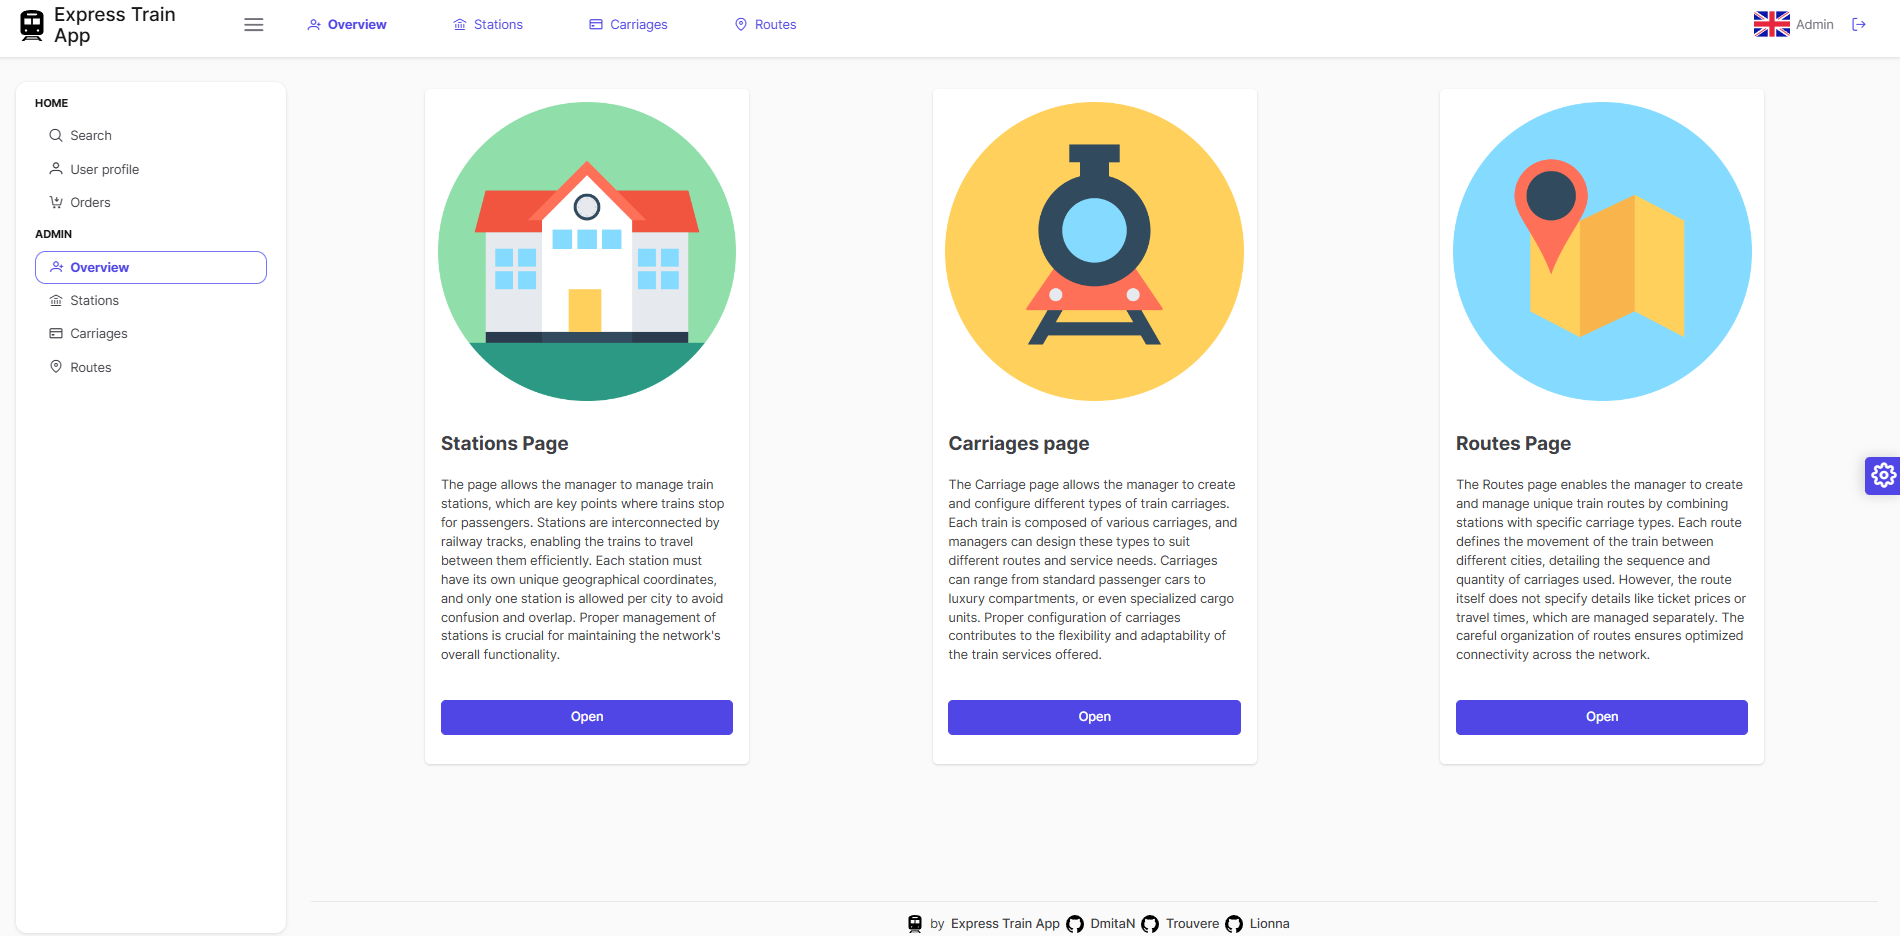 Express Train
App
Overview
Stations
Carriages
Routes
Admin
HOME
Search
User profile
Orders
ADMIN
Overview
Stations
Carriages
Routes
Stations Page
The page allows the manager to manage train
stations, which are key points where trains stop
for passengers. Stations are interconnected by
railway tracks, enabling the trains to travel
between them efficiently. Each station must
have its own unique geographical coordinates,
and only one station is allowed per city to avoid
confusion and overlap. Proper management of
stations is crucial for maintaining the network's
overall functionality.
Open
Carriages page
The Carriage page allows the manager to create
and configure different types of train carriages.
Each train is composed of various carriages, and
managers can design these types to suit
different routes and service needs. Carriages
can range from standard passenger cars to
luxury compartments, or even specialized cargo
units. Proper configuration of carriages
contributes to the flexibility and adaptability of
the train services offered.
Open
Routes Page
The Routes page enables the manager to create
and manage unique train routes by combining
stations with specific carriage types. Each route
defines the movement of the train between
different cities, detailing the sequence and
quantity of carriages used. However, the route
itself does not specify details like ticket prices or
travel times, which are managed separately. The
careful organization of routes ensures optimized
connectivity across the network.
Open
by Express Train App DmitaN Trouvere Lionna